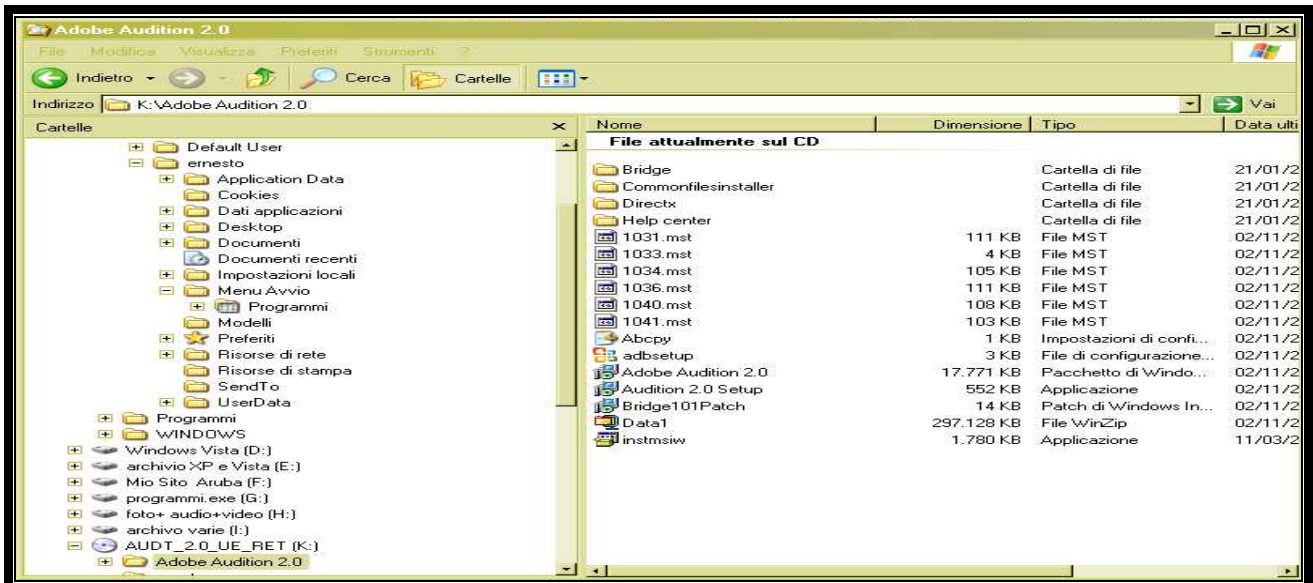 Adobe Audition 2.0
File Modifica Visualizza Preferiti Strumenti ?
Indietro Cerca Cartelle
Indirizzo K:\Adobe Audition 2.0 Vai
Cartelle
Default User
ernesto
Application Data
Cookies
Dati applicazioni
Desktop
Documenti
Documenti recenti
Impostazioni locali
Menu Avvio
Programmi
Modelli
Preferiti
Risorse di rete
Risorse di stampa
SendTo
UserData
Programmi
WINDOWS
Windows Vista (D:)
archivio XP e Vista (E:)
Mio Sito Aruba (F:)
programmi.exe (G:)
foto+ audio+video (H:)
archivo varie (I:)
AUDT_2.0_UE_RET (K:)
Adobe Audition 2.0
Nome Dimensione Tipo Data ulti
File attualmente sul CD
Bridge Cartella di file 21/01/2
Commonfilesinstaller Cartella di file 21/01/2
Directx Cartella di file 21/01/2
Help center Cartella di file 21/01/2
1031.mst 111 KB File MST 02/11/2
1033.mst 4 KB File MST 02/11/2
1034.mst 105 KB File MST 02/11/2
1036.mst 111 KB File MST 02/11/2
1040.mst 108 KB File MST 02/11/2
1041.mst 103 KB File MST 02/11/2
Abcpy 1 KB Impostazioni di confi... 02/11/2
adbsetup 3 KB File di configurazione... 02/11/2
Adobe Audition 2.0 17.771 KB Pacchetto di Windo... 02/11/2
Audition 2.0 Setup 552 KB Applicazione 02/11/2
Bridge101Patch 14 KB Patch di Windows In... 02/11/2
Data1 297.128 KB File WinZip 02/11/2
instmsiw 1.780 KB Applicazione 11/03/2